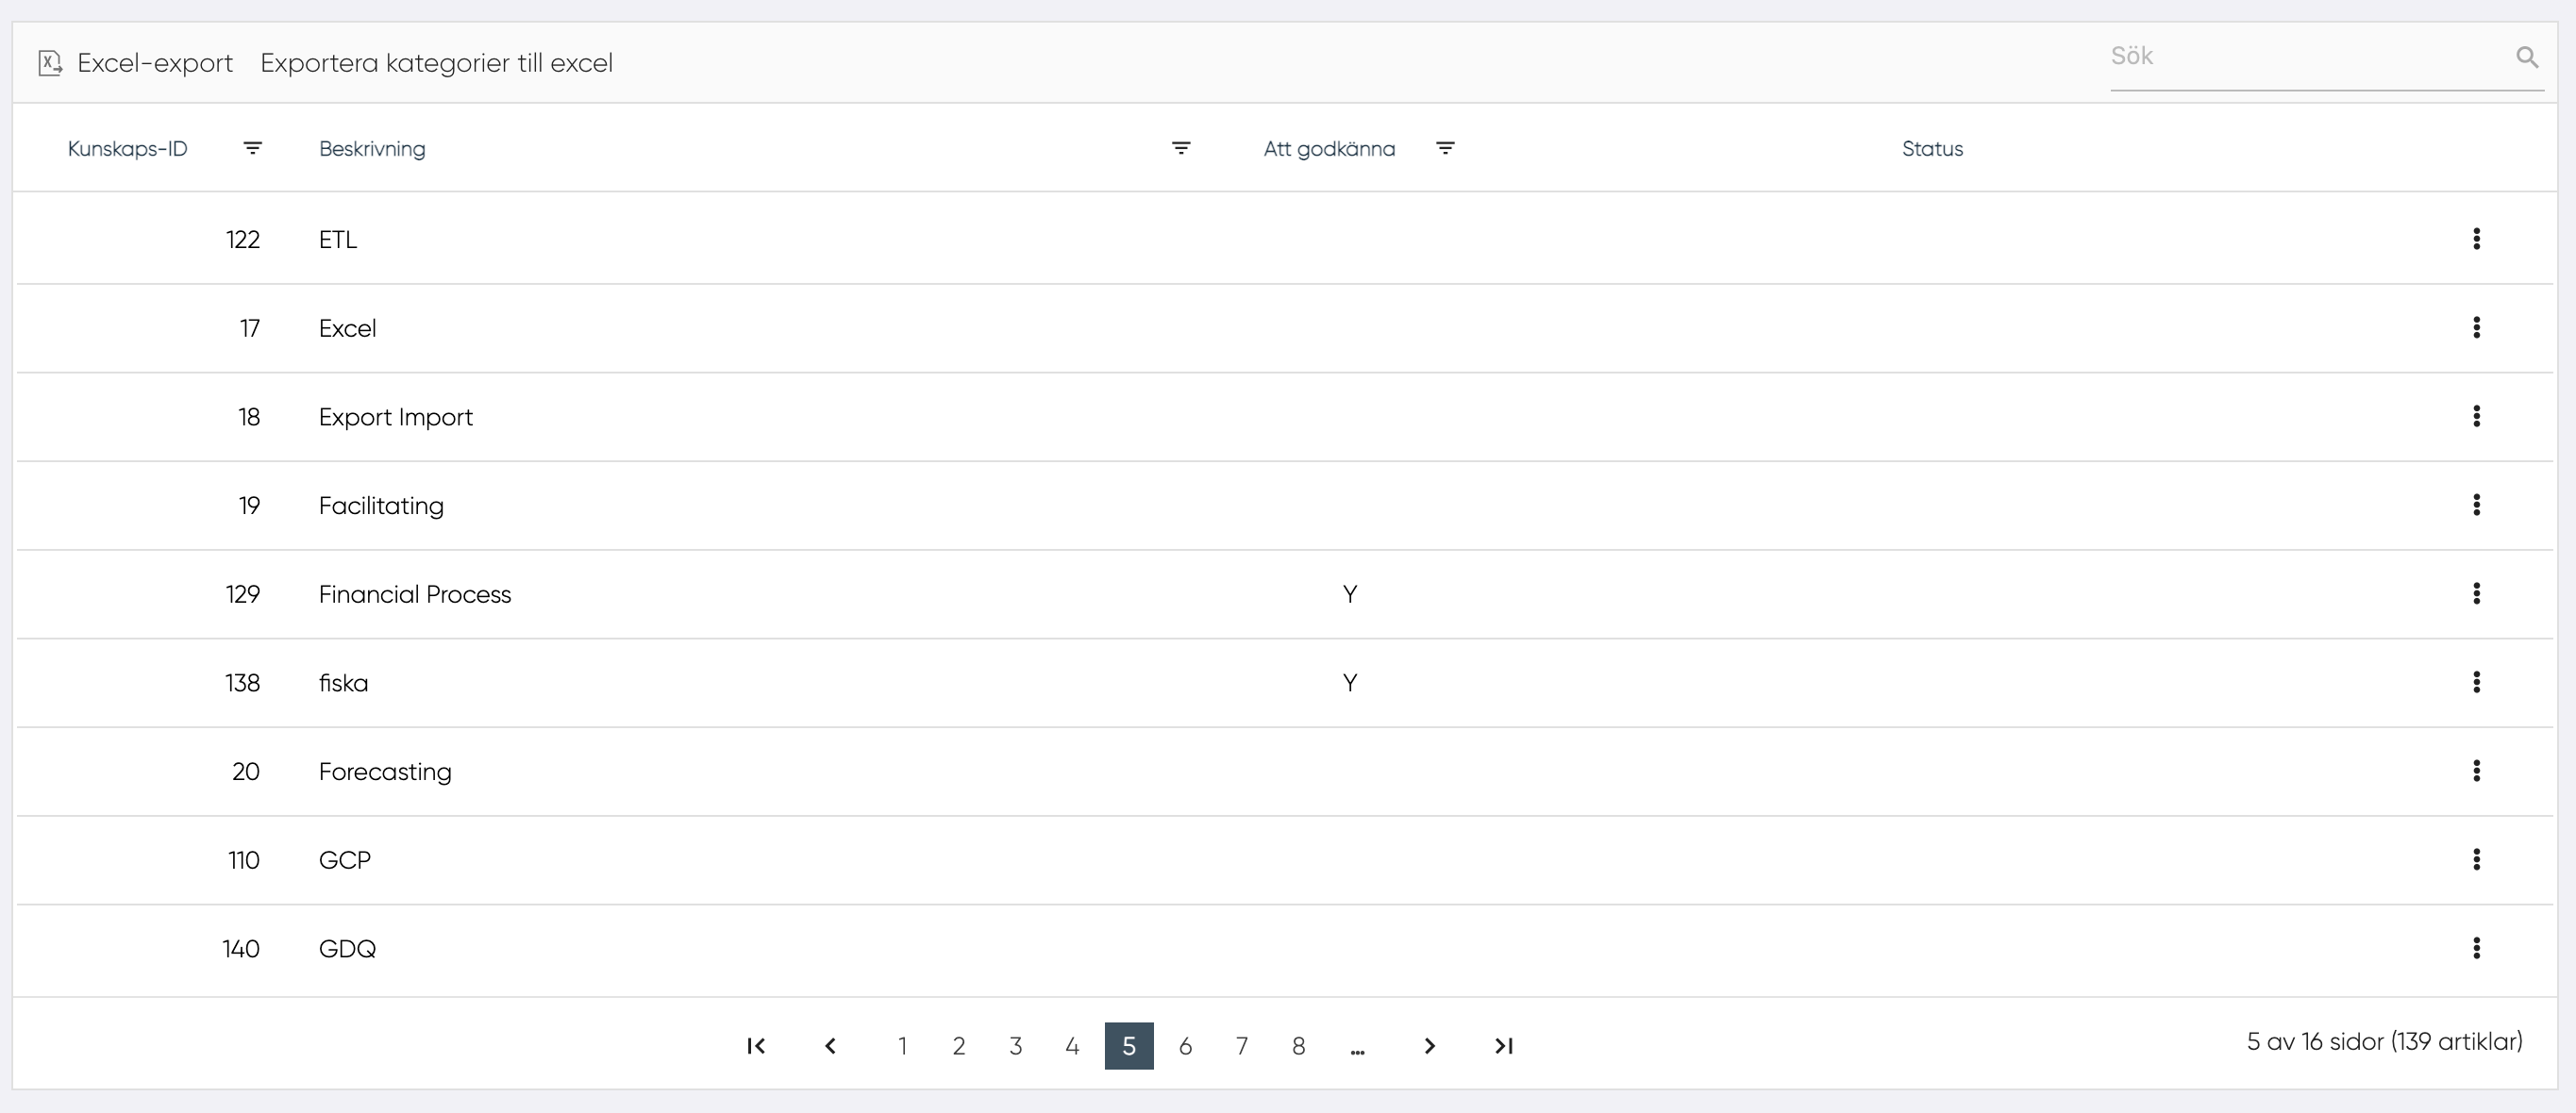 Excel-export Exportera kategorier till excel Sök
Kunskaps-ID Beskrivning Att godkänna Status
122 ETL
17 Excel
18 Export Import
19 Facilitating
129 Financial Process Y
138 fiska Y
20 Forecasting
110 GCP
140 GDQ
1 2 3 4 5 6 7 8 ... 5 av 16 sidor (139 artiklar)